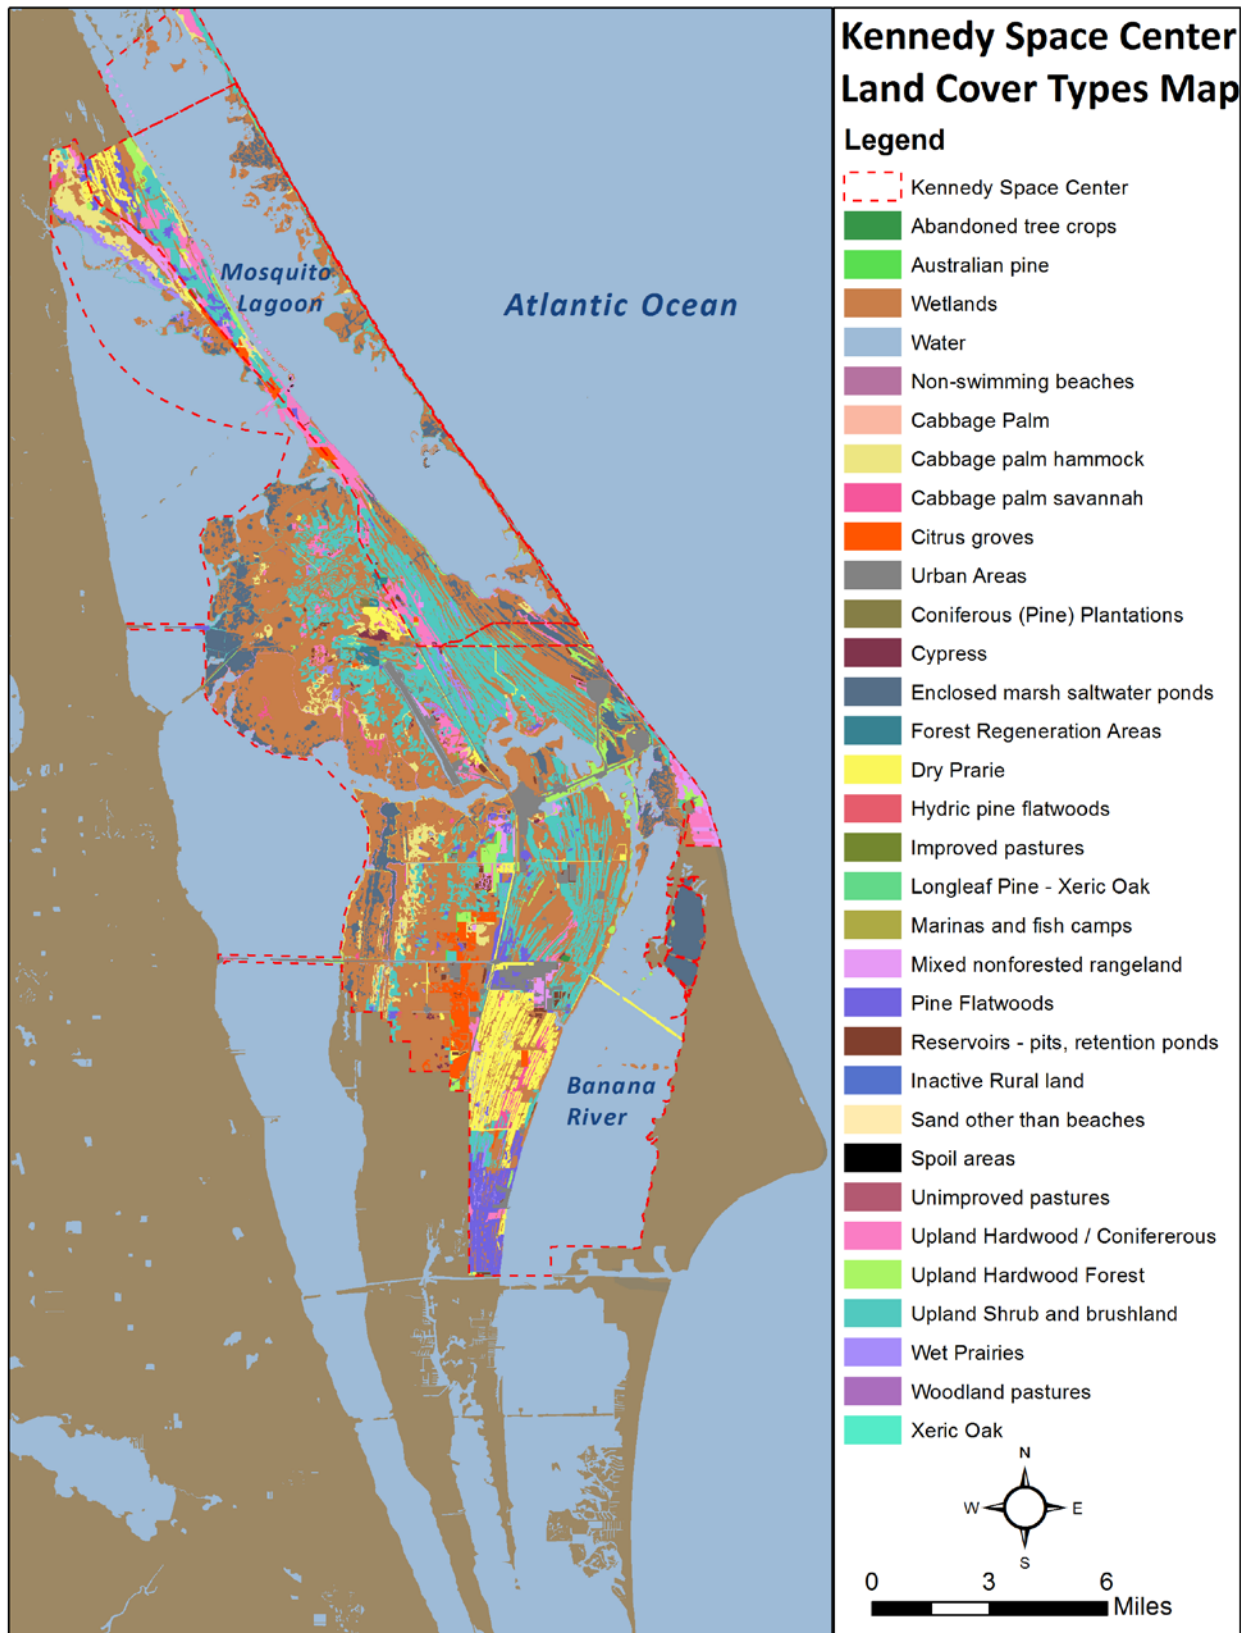 Kennedy Space Center
Land Cover Types Map
Legend
Kennedy Space Center
Abandoned tree crops
Australian pine
Wetlands
Water
Non-swimming beaches
Cabbage Palm
Cabbage palm hammock
Cabbage palm savannah
Citrus groves
Urban Areas
Coniferous (Pine) Plantations
Cypress
Enclosed marsh saltwater ponds
Forest Regeneration Areas
Dry Prarie
Hydric pine flatwoods
Improved pastures
Longleaf Pine - Xeric Oak
Marinas and fish camps
Mixed nonforested rangeland
Pine Flatwoods
Reservoirs - pits, retention ponds
Inactive Rural land
Sand other than beaches
Spoil areas
Unimproved pastures
Upland Hardwood / Conifererous
Upland Hardwood Forest
Upland Shrub and brushland
Wet Prairies
Woodland pastures
Xeric Oak
N
W
E
S
0 3 6
Miles
Mosquito
Lagoon
Atlantic Ocean
Banana
River